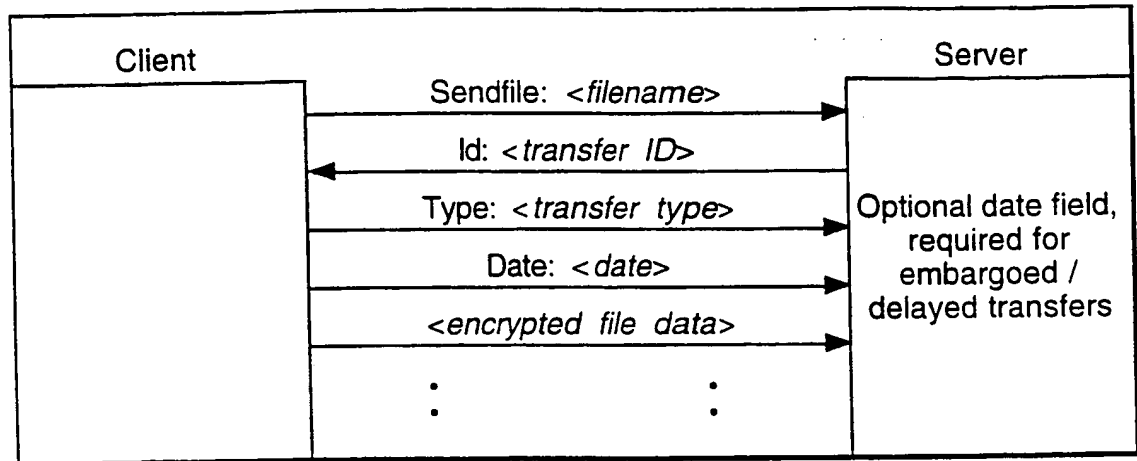 Client
Server
Sendfile: <filename>
Id: <transfer ID>
Type: <transfer type>
Date: <date>
<encrypted file data>
Optional date field,
required for
embargoed /
delayed transfers